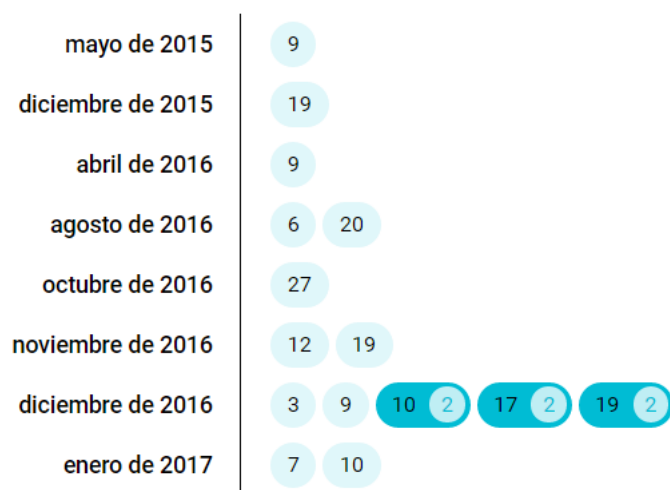 mayo de 2015 9
diciembre de 2015 19
abril de 2016 9
agosto de 2016 6 20
octubre de 2016 27
noviembre de 2016 12 19
diciembre de 2016 3 9 10 2 17 2 19 2
enero de 2017 7 10